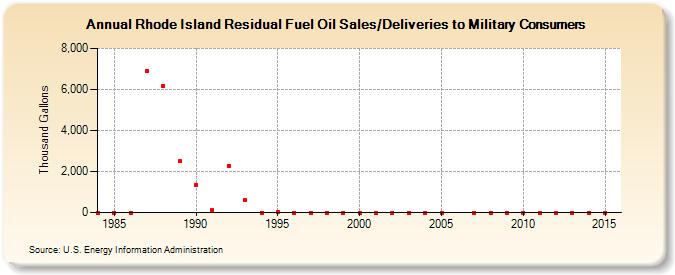 Annual Rhode Island Residual Fuel Oil Sales/Deliveries to Military Consumers
Thousand Gallons
8,000
6,000
4,000
2,000
0
1985 1990 1995 2000 2005 2010 2015
Source: U.S. Energy Information Administration